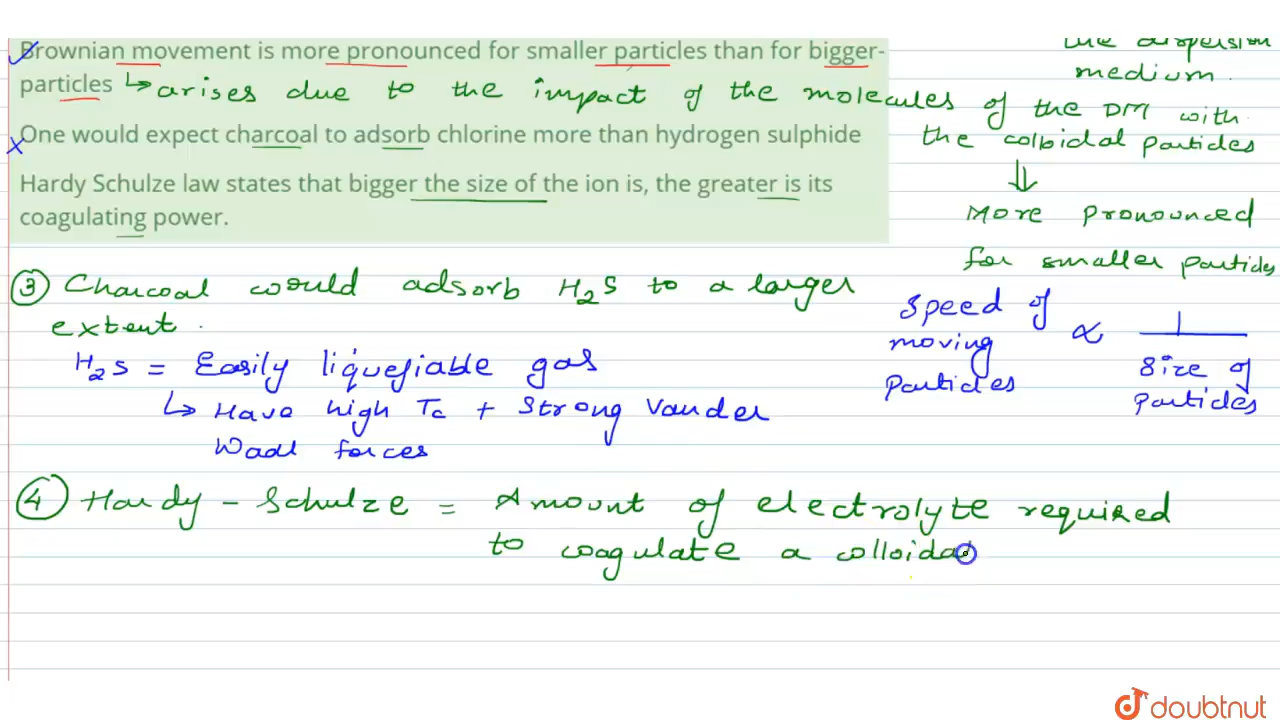 Brownian movement is more pronounced for smaller particles than for bigger-
particles ↳ arises due to the impact of the molecules of the DM with
the dispersion
medium.
the colloidal particles
One would expect charcoal to adsorb chlorine more than hydrogen sulphide
Hardy Schulze law states that bigger the size of the ion is, the greater is its
coagulating power.
⇓
More pronounced
for smaller particles
③ Charcoal would adsorb H₂S to a larger
extent.
H₂S = Easily liquefiable gas
↳ Have high Tc + Strong Vander
Waal forces
Speed of
moving
Particles
∝
1
Size of
particles
④ Hardy - Schulze = Amount of electrolyte required
to coagulate a colloidal
doubtnut